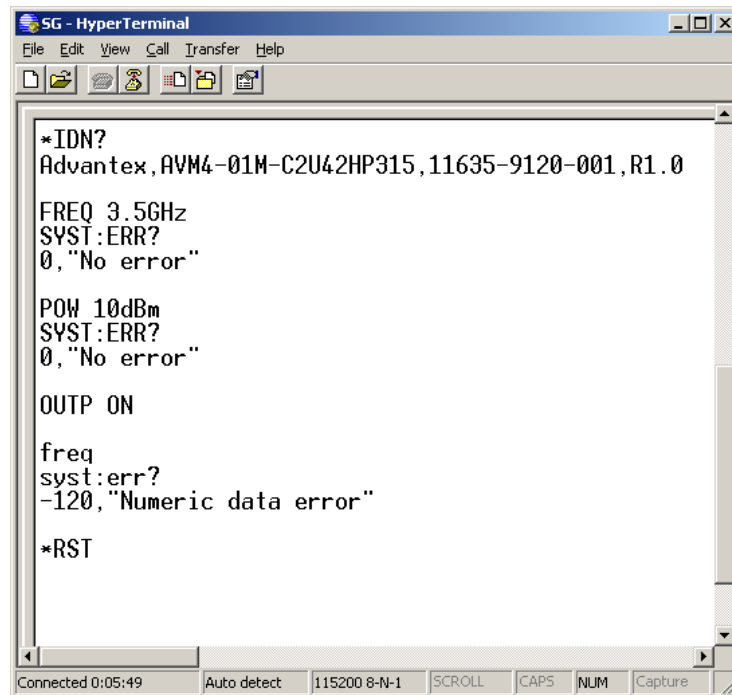 SG - HyperTerminal
File Edit View Call Transfer Help
*IDN?
Advantex,AVM4-01M-C2U42HP315,11635-9120-001,R1.0
FREQ 3.5GHz
SYST:ERR?
0,"No error"
POW 10dBm
SYST:ERR?
0,"No error"
OUTP ON
freq
syst:err?
-120,"Numeric data error"
*RST
Connected 0:05:49 Auto detect 115200 8-N-1 SCROLL CAPS NUM Capture